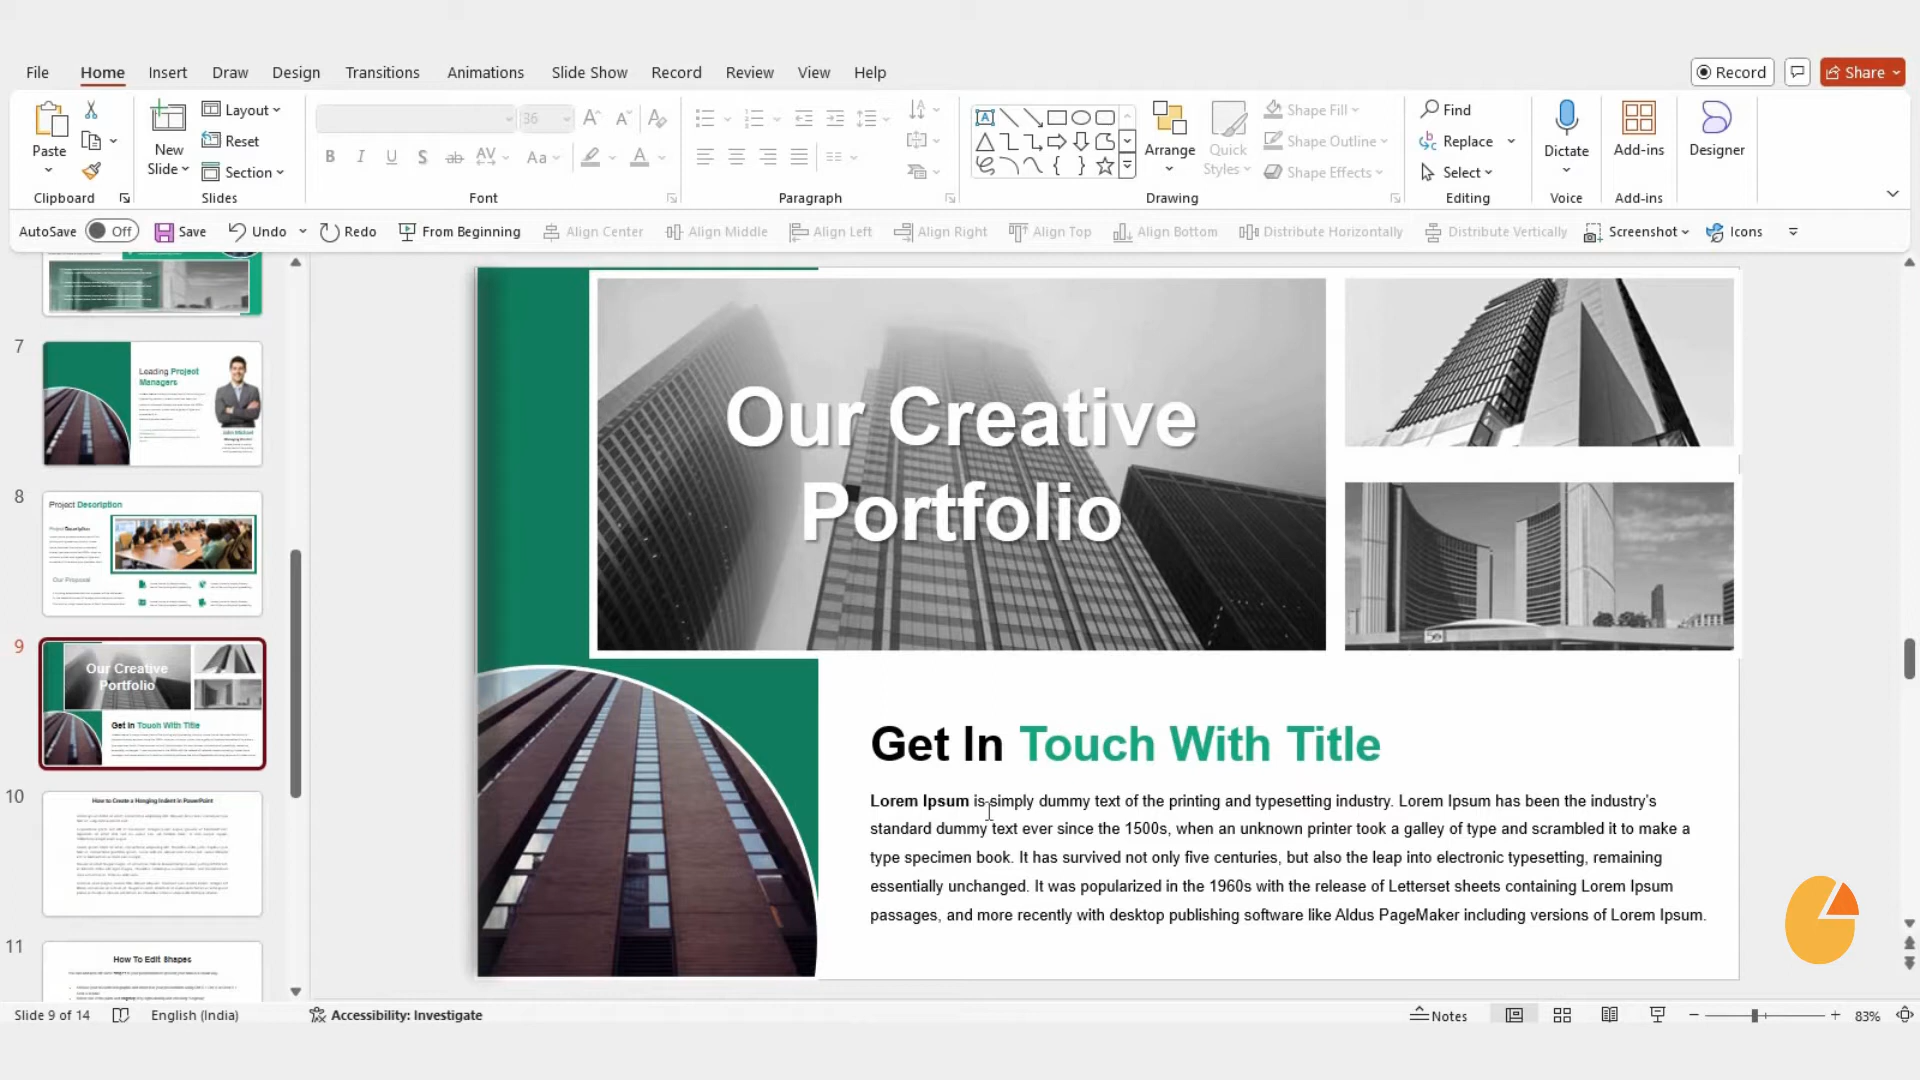 File Home Insert Draw Design Transitions Animations Slide Show Record Review View Help
Record Share
Paste
New Slide
Layout
Reset
Section
36
B I U S ab AV Aa A
Arrange
Quick Styles
Shape Fill
Shape Outline
Shape Effects
Find
Replace
Select
Dictate
Add-ins
Designer
Clipboard Slides Font Paragraph Drawing Editing Voice Add-ins
AutoSave Off Save Undo Redo From Beginning Align Center Align Middle Align Left Align Right Align Top Align Bottom Distribute Horizontally Distribute Vertically Screenshot Icons
7
Leading Project
Managers
John Michael
8
Project Description
Project Description
Our Proposal
9
Our Creative
Portfolio
Get In Touch With Title
10
How to Create a Hanging Indent in PowerPoint
11
How To Edit Shapes
Our Creative
Portfolio
Get In Touch With Title
Lorem Ipsum is simply dummy text of the printing and typesetting industry. Lorem Ipsum has been the industry's
standard dummy text ever since the 1500s, when an unknown printer took a galley of type and scrambled it to make a
type specimen book. It has survived not only five centuries, but also the leap into electronic typesetting, remaining
essentially unchanged. It was popularized in the 1960s with the release of Letterset sheets containing Lorem Ipsum
passages, and more recently with desktop publishing software like Aldus PageMaker including versions of Lorem Ipsum.
Slide 9 of 14 English (India) Accessibility: Investigate Notes 83%